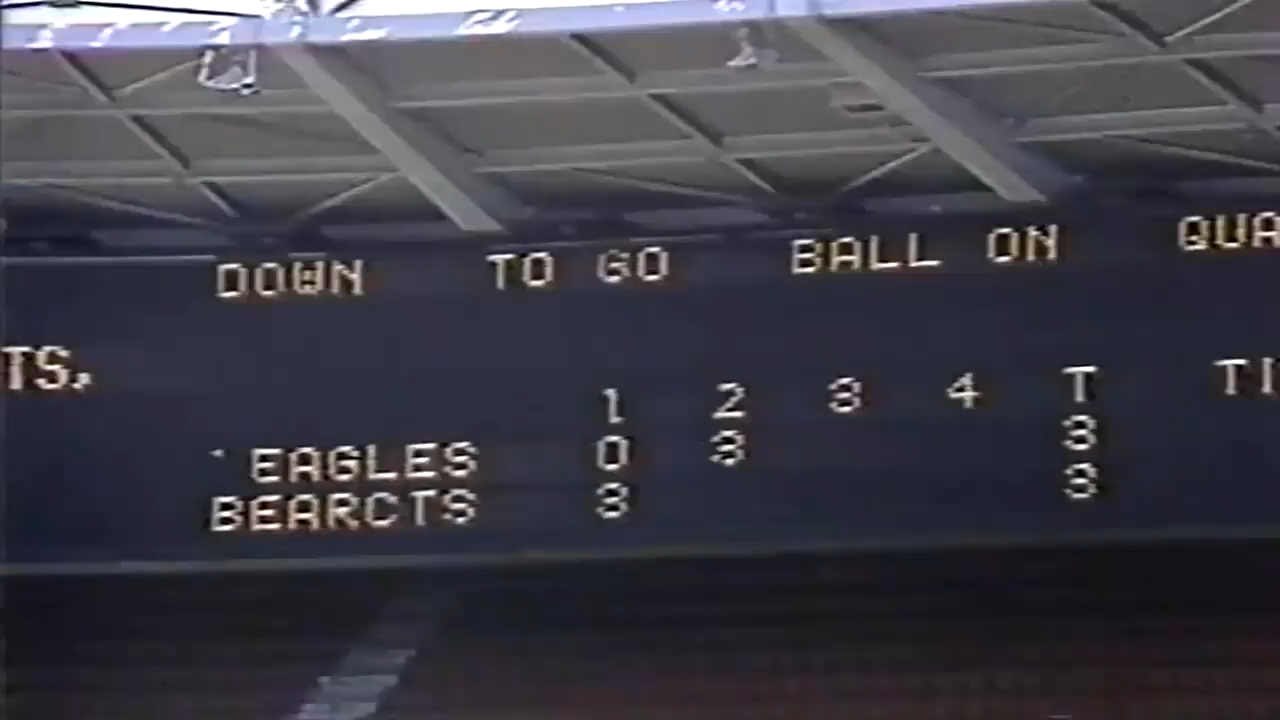 DOWN TO GO BALL ON QUA
TS.
1 2 3 4 T TI
EAGLES 0 3 3
BEARCTS 3 3